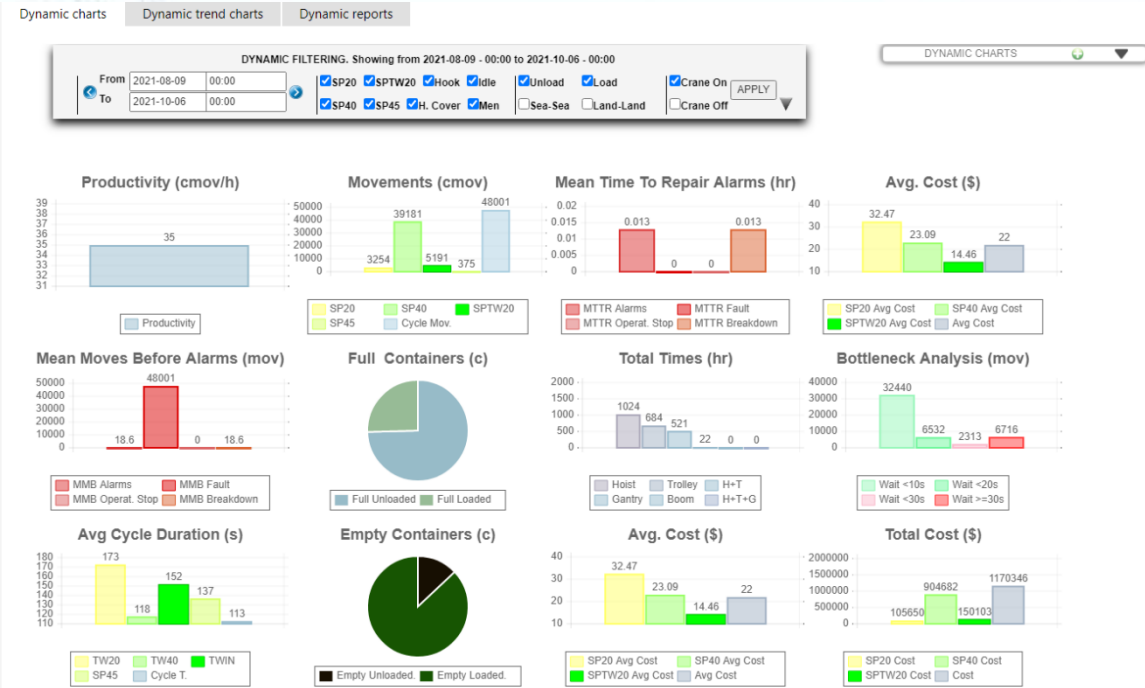 Dynamic charts Dynamic trend charts Dynamic reports
DYNAMIC FILTERING. Showing from 2021-08-09 - 00:00 to 2021-10-06 - 00:00
From 2021-08-09 00:00 SP20 SPTW20 Hook Idle Unload Load Crane On APPLY
To 2021-10-06 00:00 SP40 SP45 H. Cover Men Sea-Sea Land-Land Crane Off
DYNAMIC CHARTS
Productivity (cmov/h)
39
38
37
36
35
34
33
32
31
35
Productivity
Movements (cmov)
50000
40000
30000
20000
10000
0
3254 39181 5191 375 48001
SP20 SP40 SPTW20
SP45 Cycle Mov.
Mean Time To Repair Alarms (hr)
0.02
0.015
0.01
0.005
0
0.013 0 0 0.013
MTTR Alarms MTTR Fault
MTTR Operat. Stop MTTR Breakdown
Avg. Cost ($)
40
30
20
10
32.47 23.09 14.46 22
SP20 Avg Cost SP40 Avg Cost
SPTW20 Avg Cost Avg Cost
Mean Moves Before Alarms (mov)
50000
40000
30000
20000
10000
0
18.6 48001 0 18.6
MMB Alarms MMB Fault
MMB Operat. Stop MMB Breakdown
Full Containers (c)
Full Unloaded Full Loaded
Total Times (hr)
2000
1500
1000
500
0
1024 684 521 22 0 0
Hoist Trolley H+T
Gantry Boom H+T+G
Bottleneck Analysis (mov)
40000
30000
20000
10000
0
32440 6532 2313 6716
Wait <10s Wait <20s
Wait <30s Wait >=30s
Avg Cycle Duration (s)
180
170
160
150
140
130
120
110
173 118 152 137 113
TW20 TW40 TWIN
SP45 Cycle T.
Empty Containers (c)
Empty Unloaded. Empty Loaded.
Avg. Cost ($)
40
30
20
10
32.47 23.09 14.46 22
SP20 Avg Cost SP40 Avg Cost
SPTW20 Avg Cost Avg Cost
Total Cost ($)
2000000
1500000
1000000
500000
0
105650 904682 150103 1170346
SP20 Cost SP40 Cost
SPTW20 Cost Cost